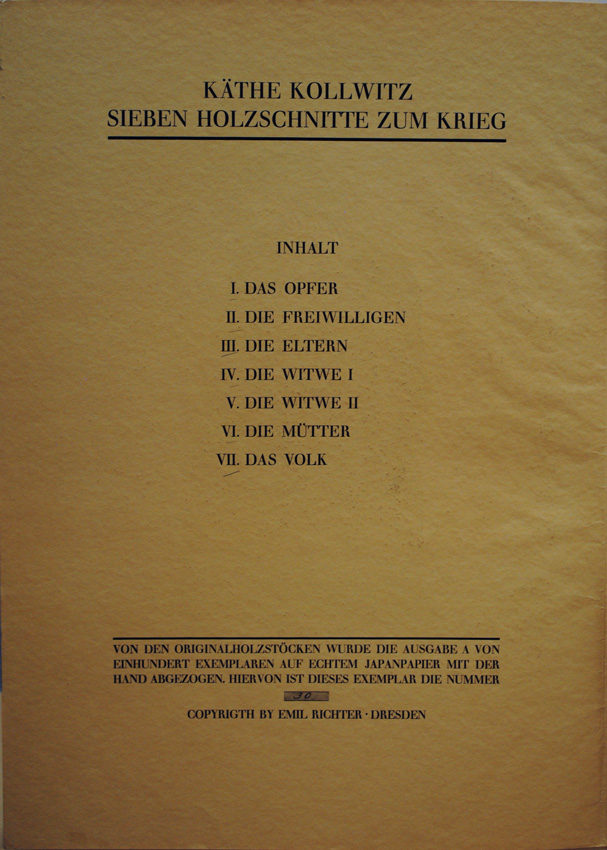 KÄTHE KOLLWITZ
SIEBEN HOLZSCHNITTE ZUM KRIEG
INHALT
I. DAS OPFER
II. DIE FREIWILLIGEN
III. DIE ELTERN
IV. DIE WITWE I
V. DIE WITWE II
VI. DIE MÜTTER
VII. DAS VOLK
VON DEN ORIGINALHOLZSTÖCKEN WURDE DIE AUSGABE A VON
EINHUNDERT EXEMPLAREN AUF ECHTEM JAPANPAPIER MIT DER
HAND ABGEZOGEN. HIERVON IST DIESES EXEMPLAR DIE NUMMER
30
COPYRIGTH BY EMIL RICHTER · DRESDEN